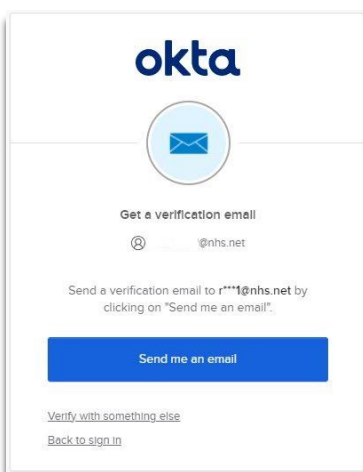 okta
Get a verification email
@nhs.net
Send a verification email to r***1@nhs.net by
clicking on "Send me an email".
Send me an email
Verify with something else
Back to sign in